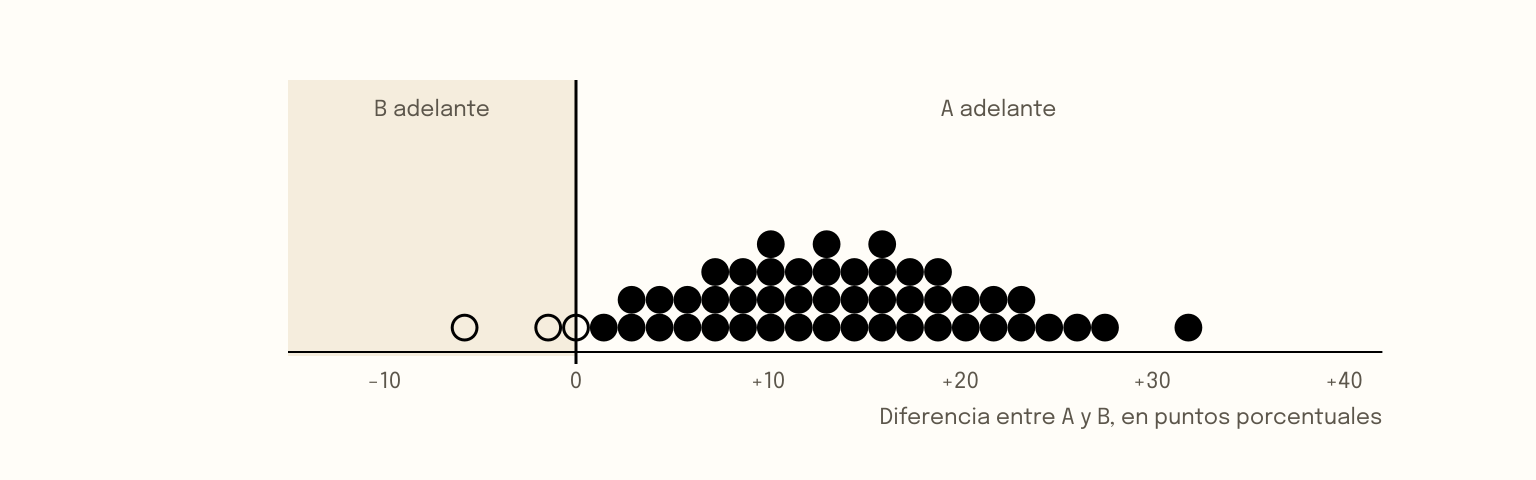 B adelante
A adelante
−10
0
+10
+20
+30
+40
Diferencia entre A y B, en puntos porcentuales